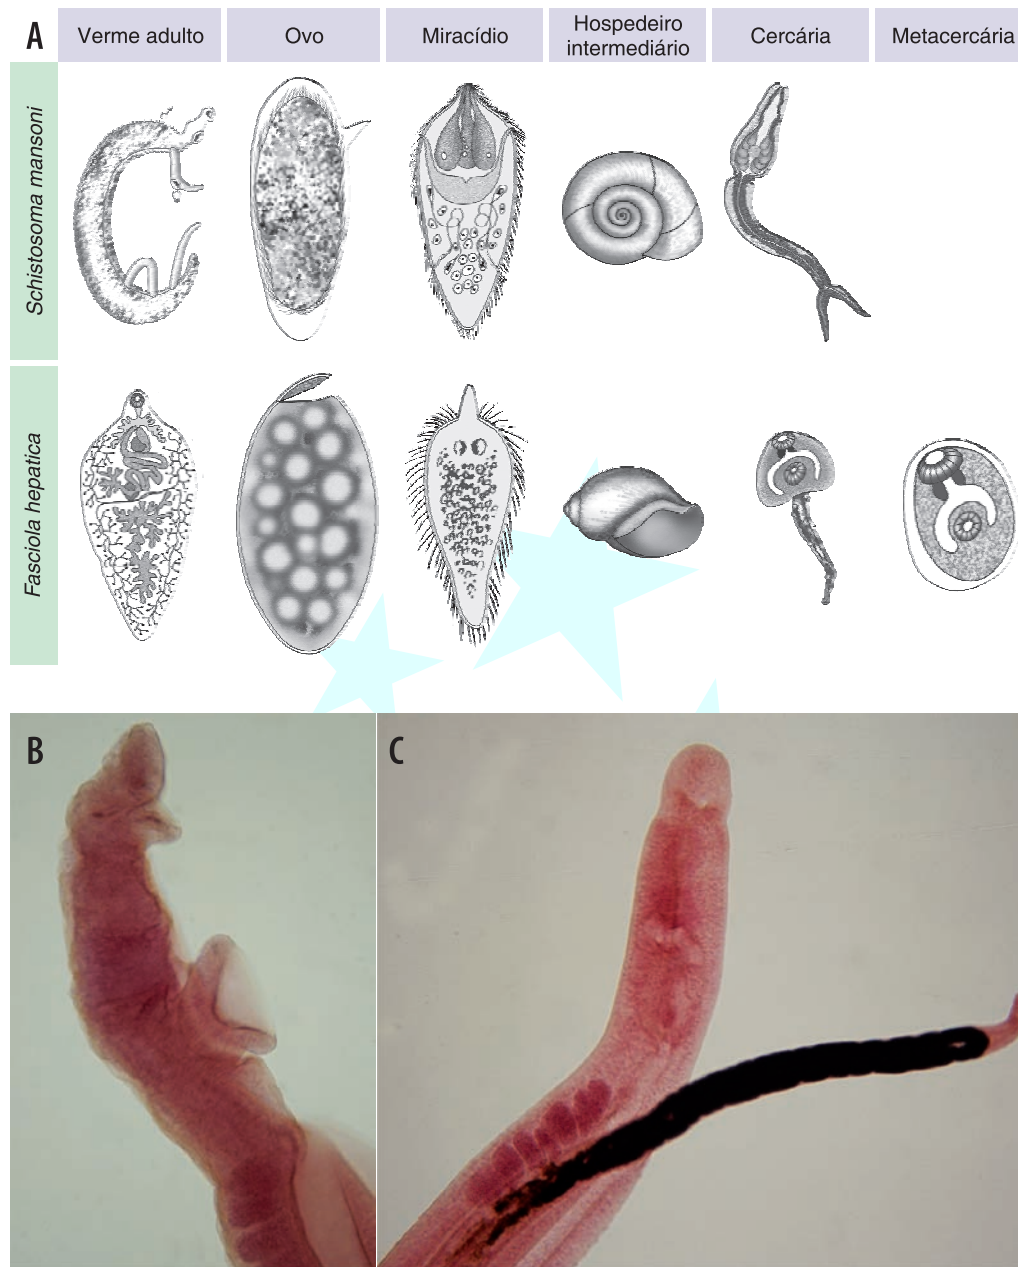 A
Verme adulto
Ovo
Miracídio
Hospedeiro
intermediário
Cercária
Metacercária
Schistosoma mansoni
Fasciola hepatica
B
C